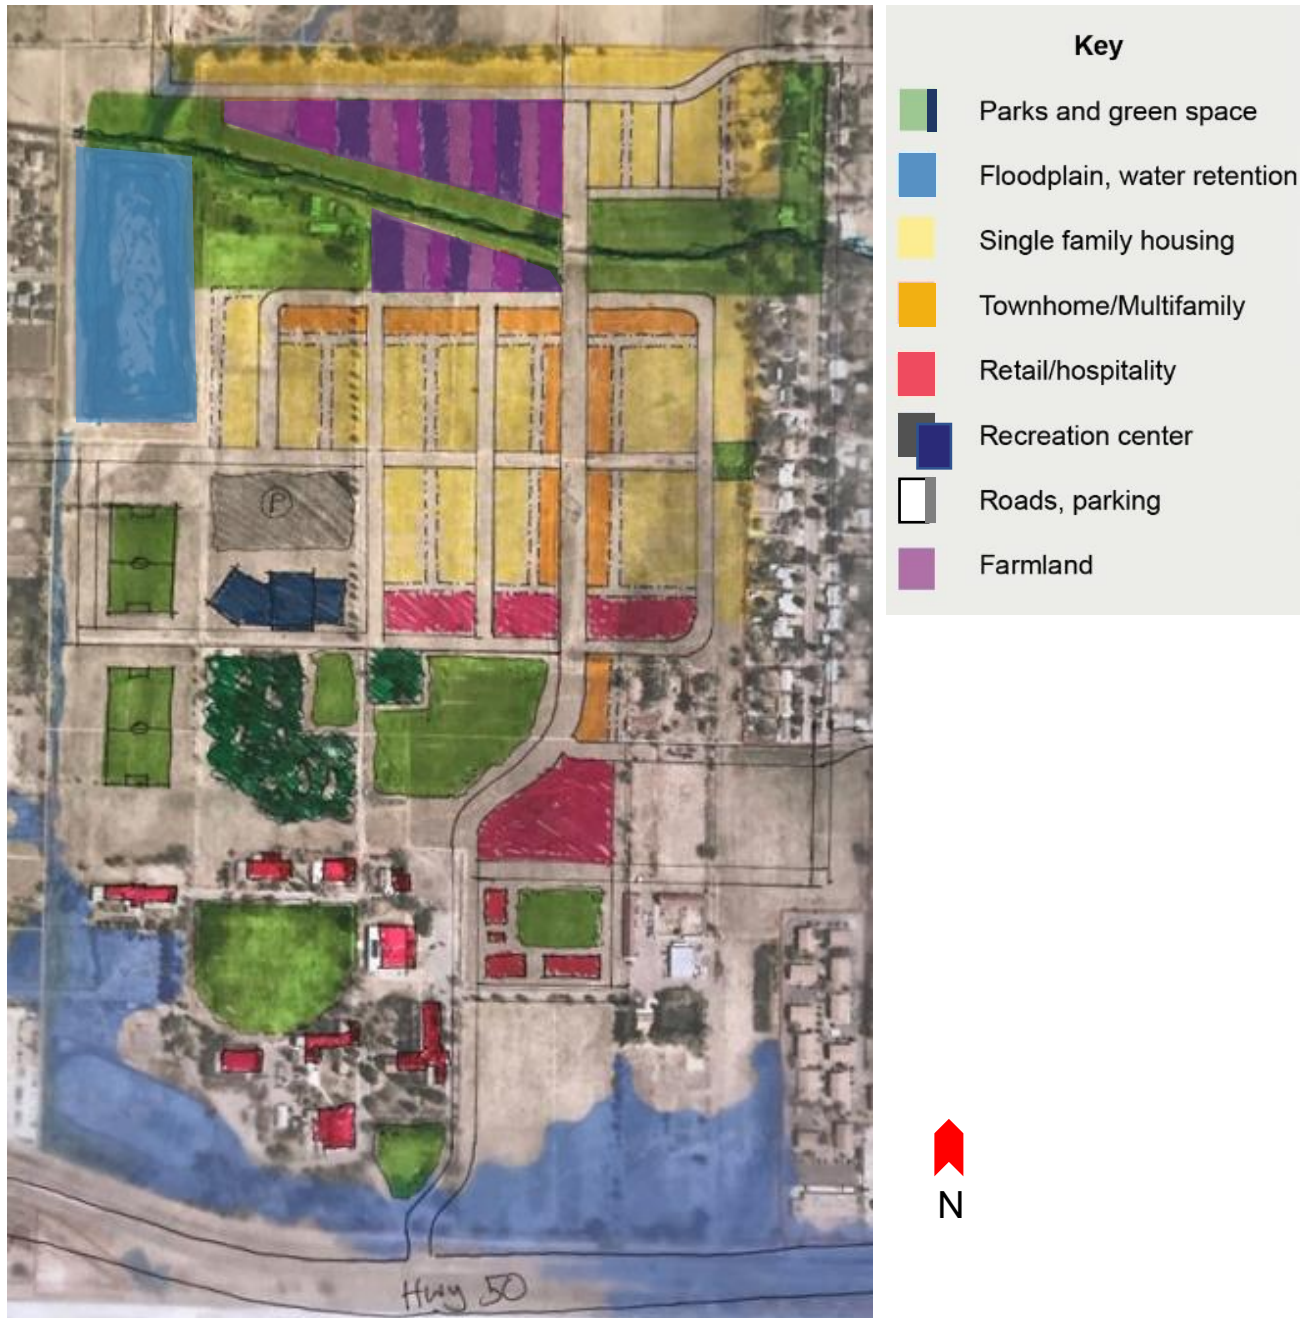 Key
Parks and green space
Floodplain, water retention
Single family housing
Townhome/Multifamily
Retail/hospitality
Recreation center
Roads, parking
Farmland
P
N
Hwy 50